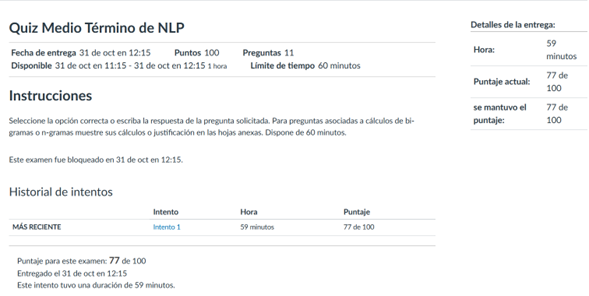 Quiz Medio Término de NLP
Fecha de entrega 31 de oct en 12:15 Puntos 100 Preguntas 11
Disponible 31 de oct en 11:15 - 31 de oct en 12:15 1 hora Límite de tiempo 60 minutos
Instrucciones
Seleccione la opción correcta o escriba la respuesta de la pregunta solicitada. Para preguntas asociadas a cálculos de bi-
gramas o n-gramas muestre sus cálculos o justificación en las hojas anexas. Dispone de 60 minutos.
Este examen fue bloqueado en 31 de oct en 12:15.
Historial de intentos
Intento Hora Puntaje
MÁS RECIENTE Intento 1 59 minutos 77 de 100
Puntaje para este examen: 77 de 100
Entregado el 31 de oct en 12:15
Este intento tuvo una duración de 59 minutos.
Detalles de la entrega:
Hora: 59
minutos
Puntaje actual: 77 de
100
se mantuvo el
puntaje: 77 de
100